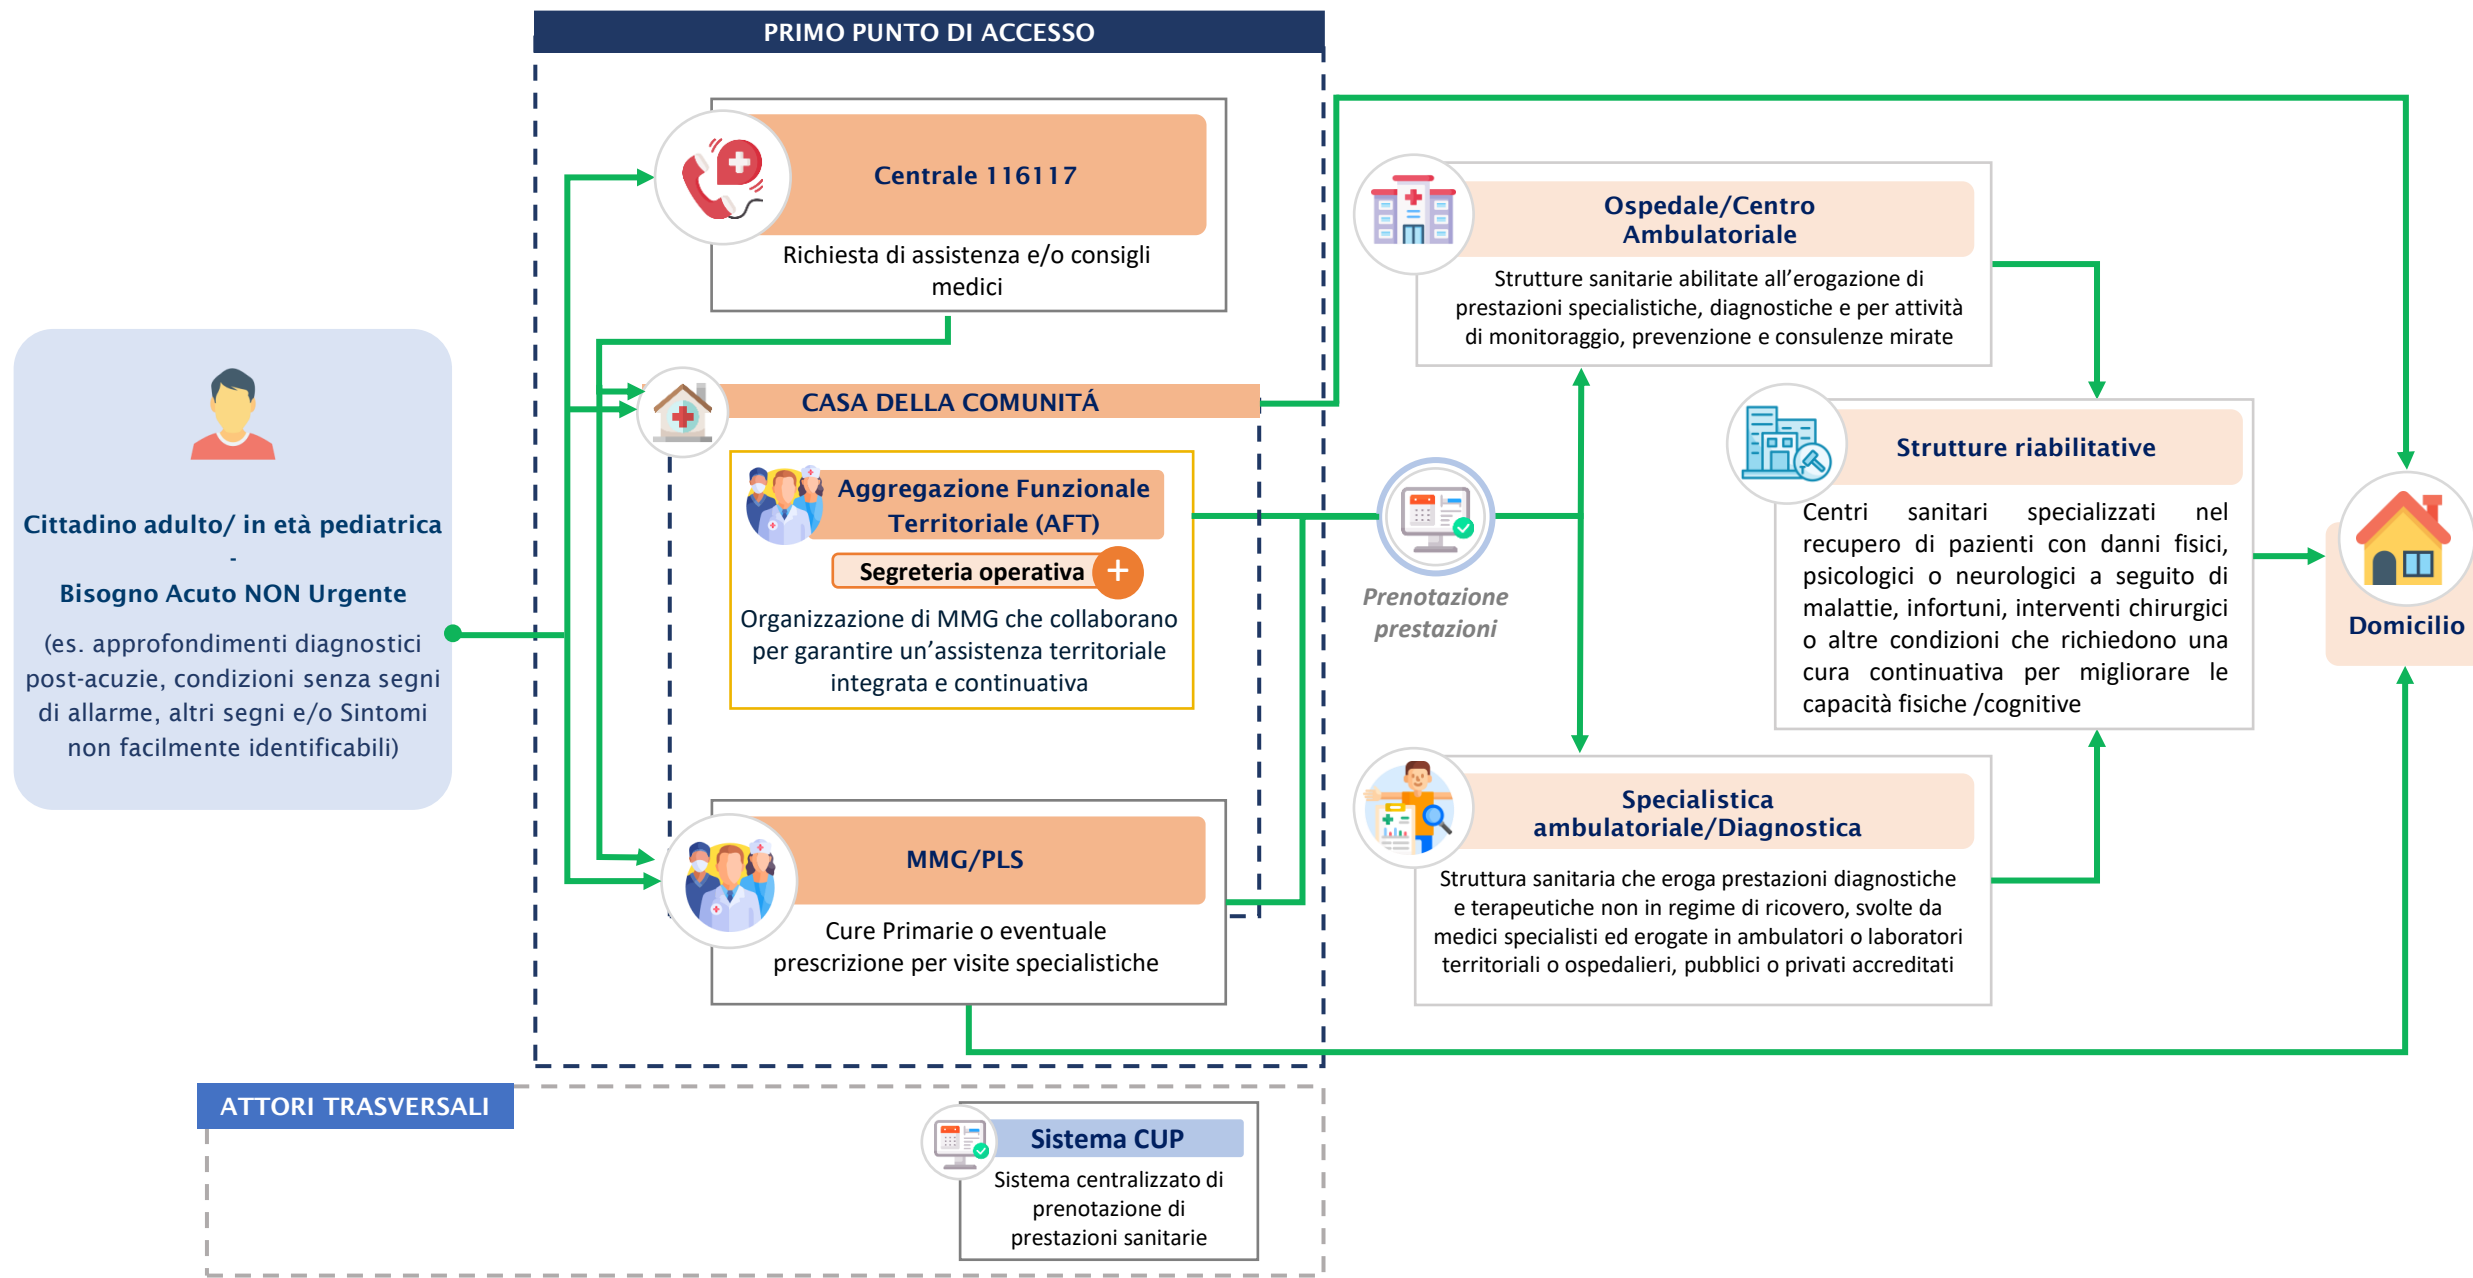 PRIMO PUNTO DI ACCESSO
Centrale 116117
Richiesta di assistenza e/o consigli
medici
CASA DELLA COMUNITÁ
Aggregazione Funzionale
Territoriale (AFT)
Segreteria operativa
+
Organizzazione di MMG che collaborano
per garantire un'assistenza territoriale
integrata e continuativa
MMG/PLS
Cure Primarie o eventuale
prescrizione per visite specialistiche
Cittadino adulto/ in età pediatrica
-
Bisogno Acuto NON Urgente
(es. approfondimenti diagnostici
post-acuzie, condizioni senza segni
di allarme, altri segni e/o Sintomi
non facilmente identificabili)
Prenotazione
prestazioni
Ospedale/Centro
Ambulatoriale
Strutture sanitarie abilitate all'erogazione di
prestazioni specialistiche, diagnostiche e per attività
di monitoraggio, prevenzione e consulenze mirate
Strutture riabilitative
Centri sanitari specializzati nel
recupero di pazienti con danni fisici,
psicologici o neurologici a seguito di
malattie, infortuni, interventi chirurgici
o altre condizioni che richiedono una
cura continuativa per migliorare le
capacità fisiche /cognitive
Specialistica
ambulatoriale/Diagnostica
Struttura sanitaria che eroga prestazioni diagnostiche
e terapeutiche non in regime di ricovero, svolte da
medici specialisti ed erogate in ambulatori o laboratori
territoriali o ospedalieri, pubblici o privati accreditati
Domicilio
ATTORI TRASVERSALI
Sistema CUP
Sistema centralizzato di
prenotazione di
prestazioni sanitarie